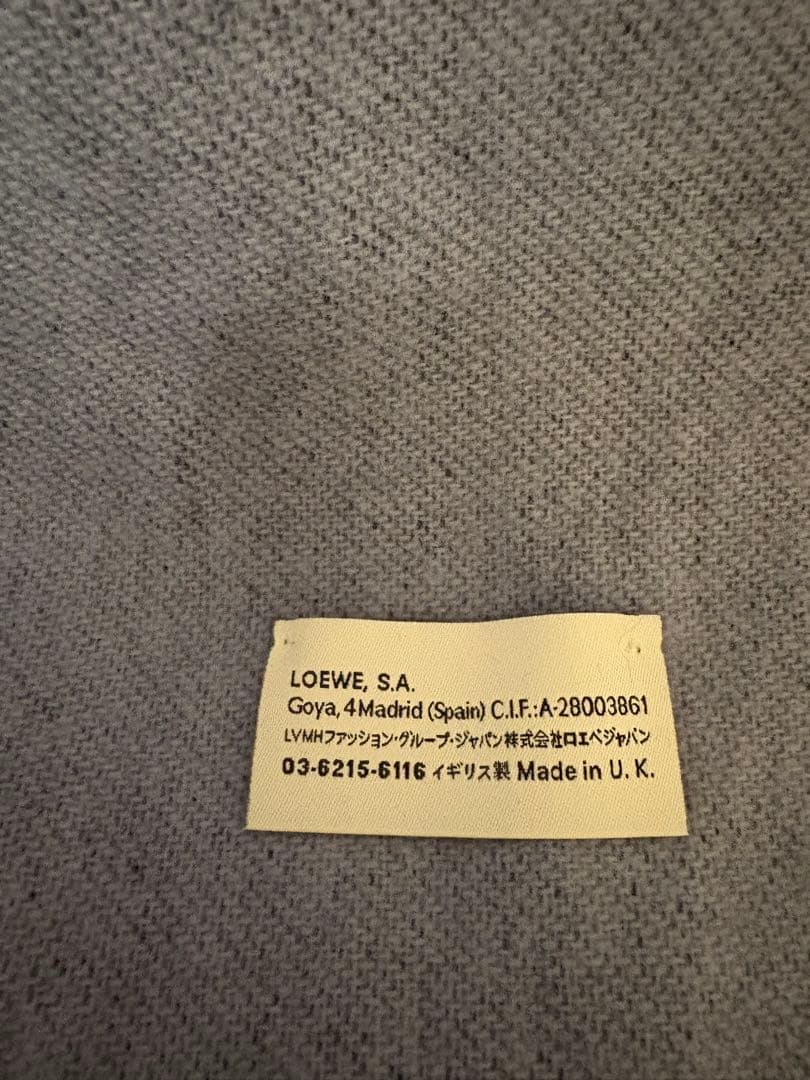 LOEWE, S.A.
Goya, 4 Madrid (Spain) C.I.F.:A-28003861
LVMHファッション・グループ・ジャパン株式会社ロエベジャパン
03-6215-6116 イギリス製 Made in U. K.